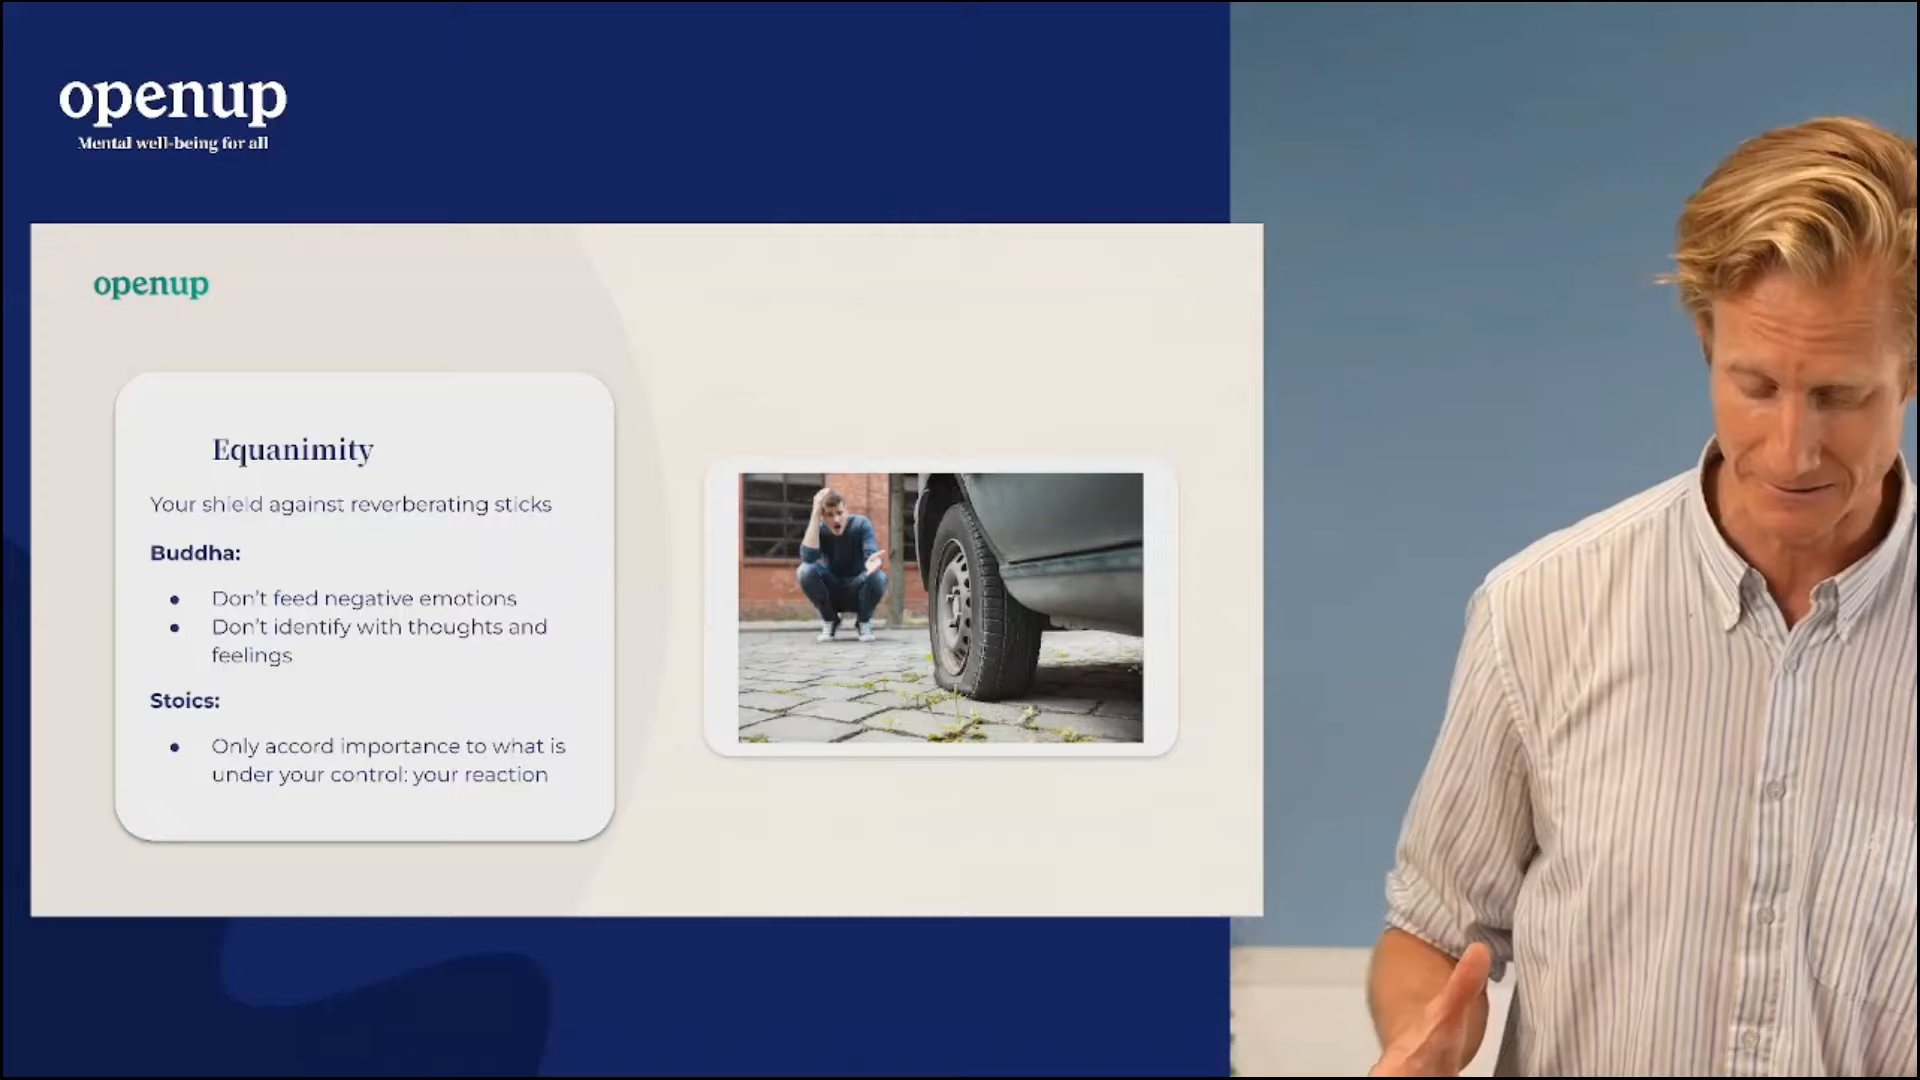 openup
Mental well-being for all
openup
Equanimity
Your shield against reverberating sticks
Buddha:
● Don't feed negative emotions
● Don't identify with thoughts and
feelings
Stoics:
● Only accord importance to what is
under your control: your reaction